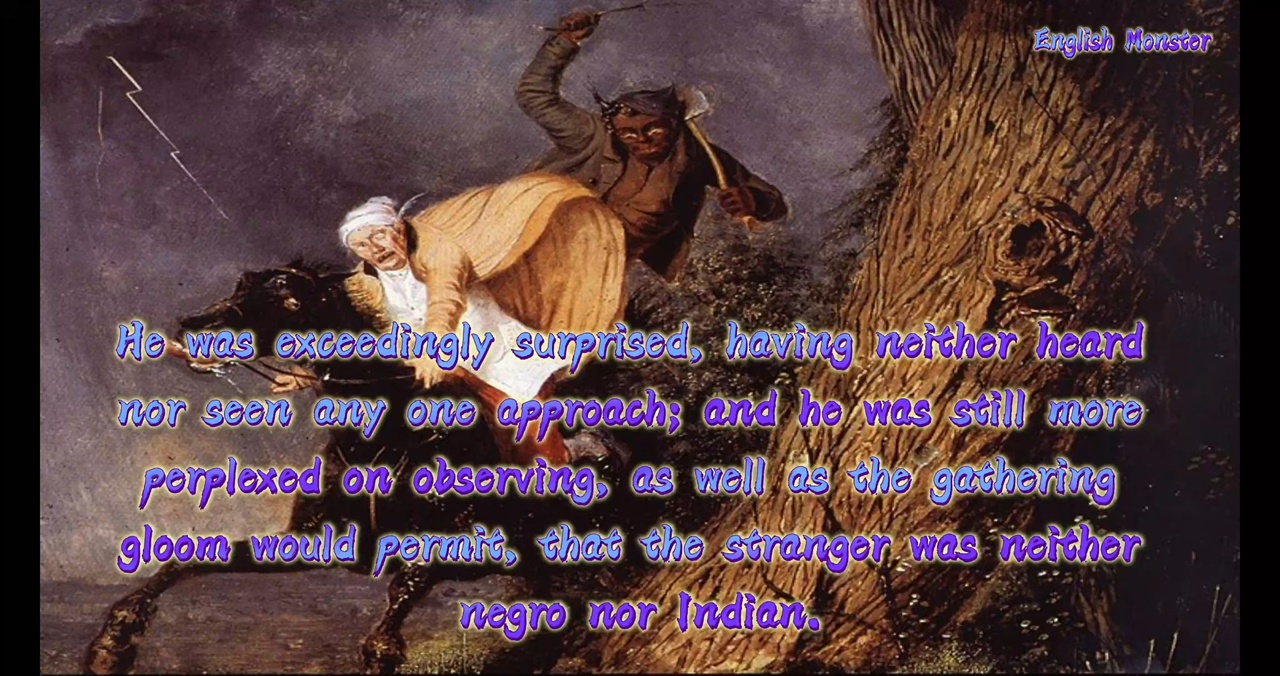 English Monster
He was exceedingly surprised, having neither heard
nor seen any one approach; and he was still more
perplexed on observing, as well as the gathering
gloom would permit, that the stranger was neither
negro nor Indian.